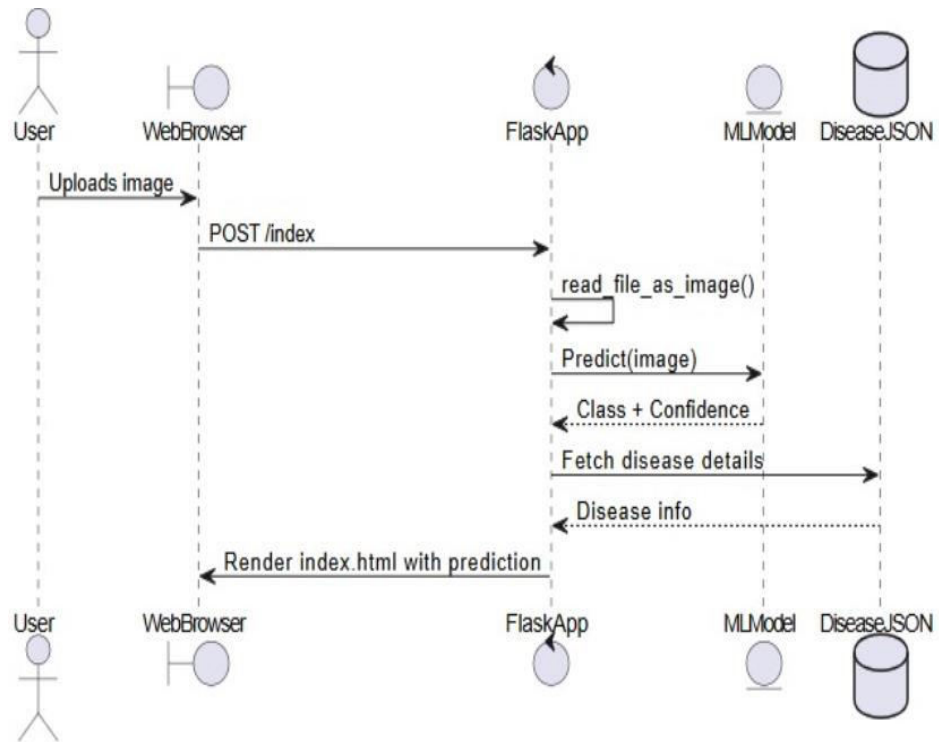 User WebBrowser FlaskApp MLModel DiseaseJSON
Uploads image
POST /index
read_file_as_image()
Predict(image)
Class + Confidence
Fetch disease details
Disease info
Render index.html with prediction
User WebBrowser FlaskApp MLModel DiseaseJSON